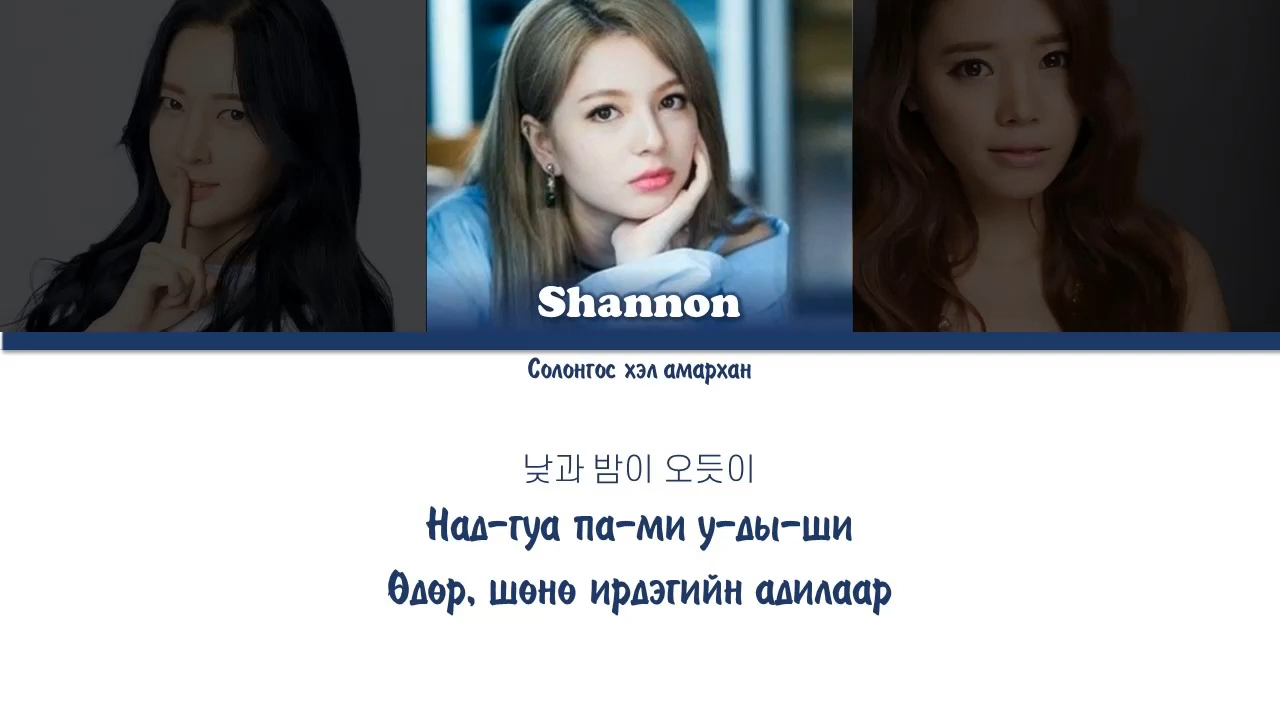 Shannon
Солонгос хэл амархан
낮과 밤이 오듯이
Над-гуа па-ми у-ды-ши
Өдөр, шөнө ирдэгийн адилаар